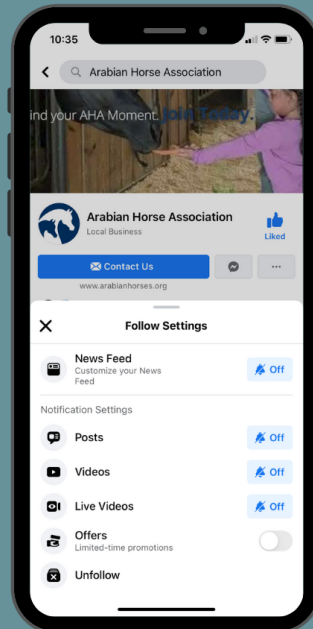 10:35
Arabian Horse Association
ind your AHA Moment. Join Today.
Arabian Horse Association
Local Business
Liked
Contact Us
www.arabianhorses.org
Follow Settings
News Feed
Customize your News
Feed
Off
Notification Settings
Posts
Off
Videos
Off
Live Videos
Off
Offers
Limited-time promotions
Unfollow